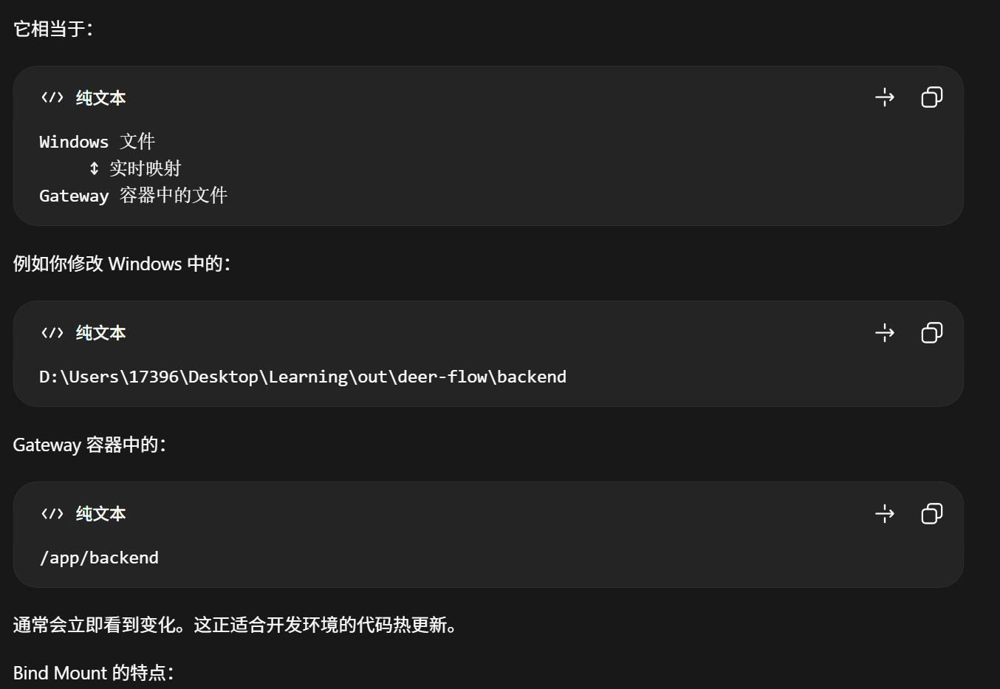 它相当于：
</> 纯文本
Windows 文件
↕ 实时映射
Gateway 容器中的文件
例如你修改 Windows 中的：
</> 纯文本
D:\Users\17396\Desktop\Learning\out\deer-flow\backend
Gateway 容器中的：
</> 纯文本
/app/backend
通常会立即看到变化。这正适合开发环境的代码热更新。
Bind Mount 的特点：